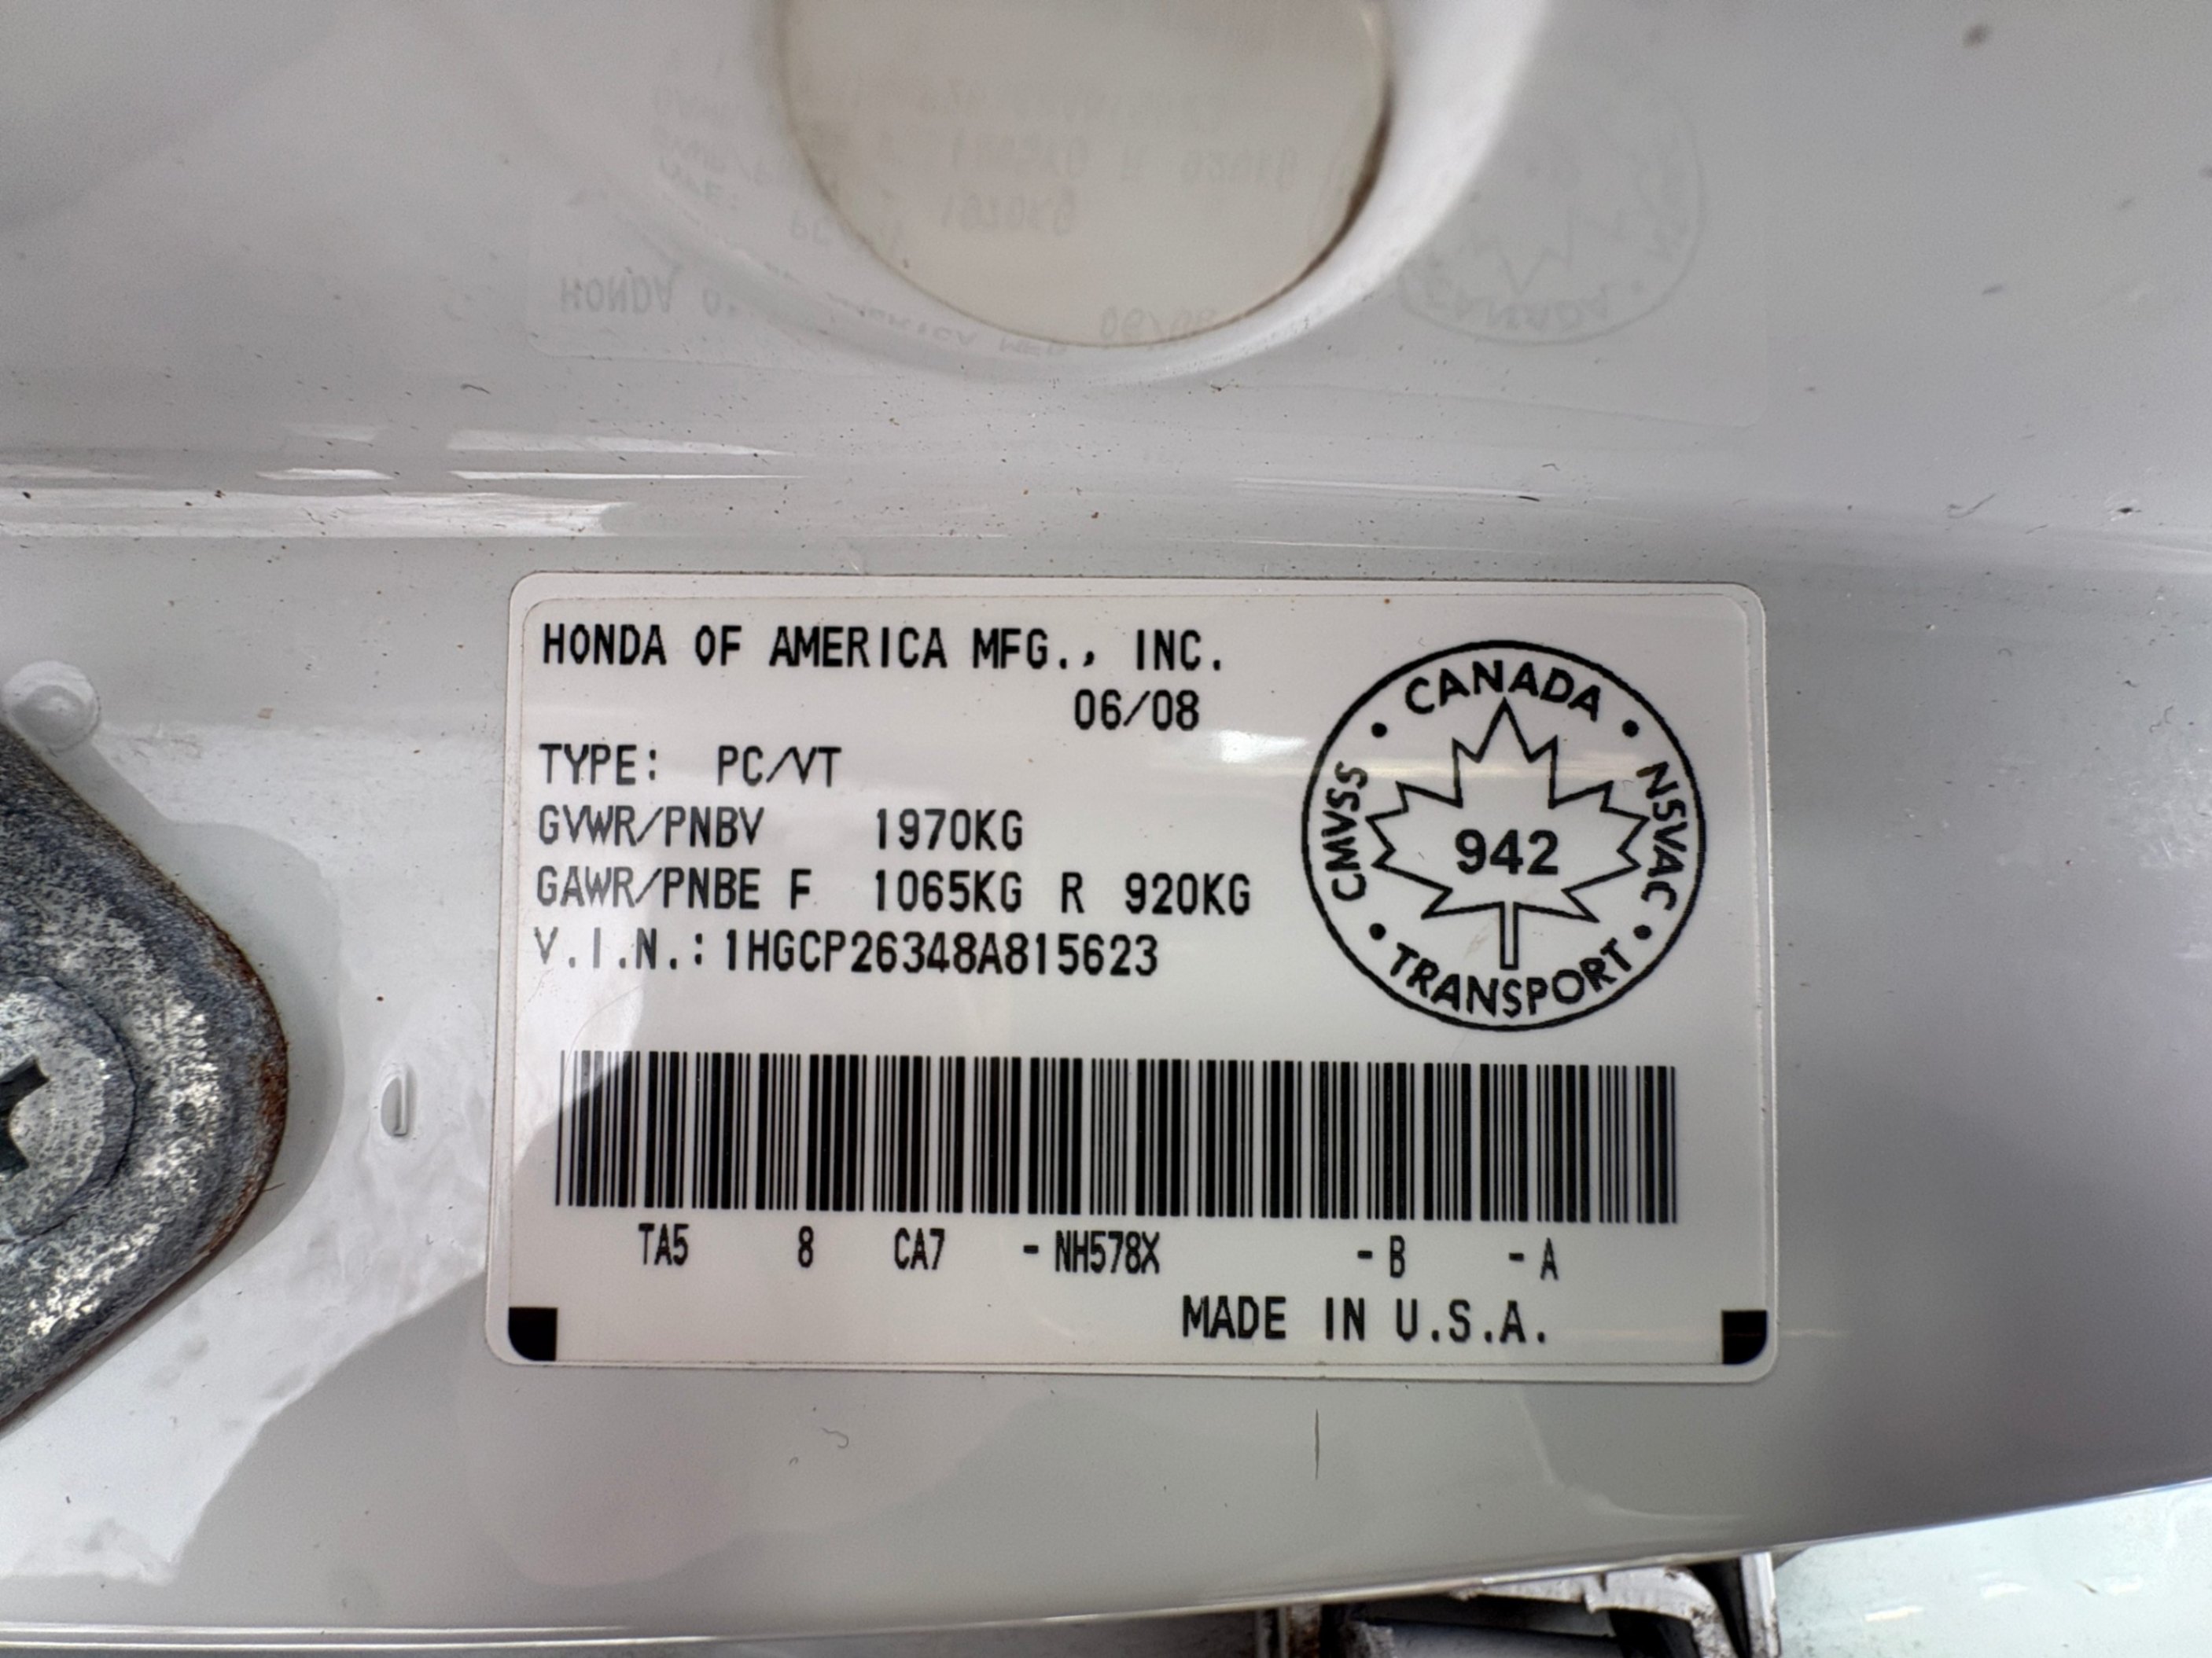 HONDA OF AMERICA MFG., INC.
06/08
TYPE: PC/VT
GVWR/PNBV 1970KG
GAWR/PNBE F 1065KG R 920KG
V.I.N.: 1HGCP26348A815623
CANADA
NSVAC
TRANSPORT
CMVSS
942
TA5 8 CA7 - NH578X - B - A
MADE IN U.S.A.